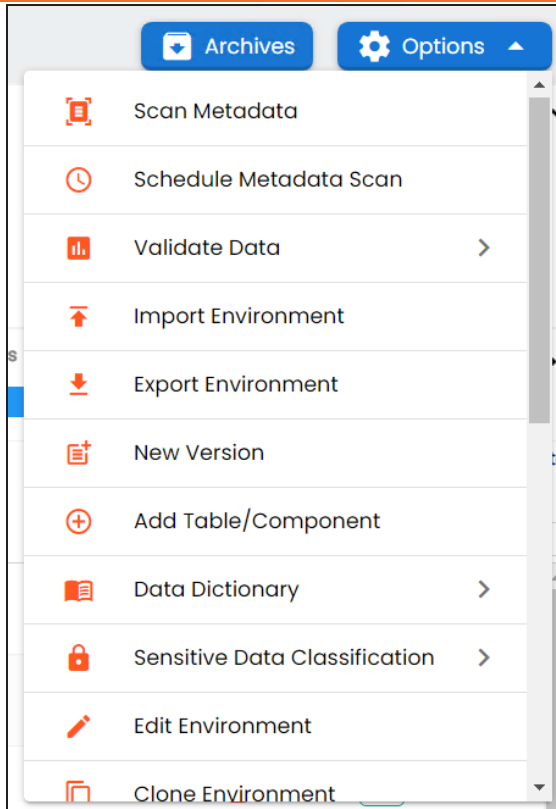 Archives
Options
Scan Metadata
Schedule Metadata Scan
Validate Data
Import Environment
s
Export Environment
New Version
Add Table/Component
Data Dictionary
Sensitive Data Classification
Edit Environment
Clone Environment